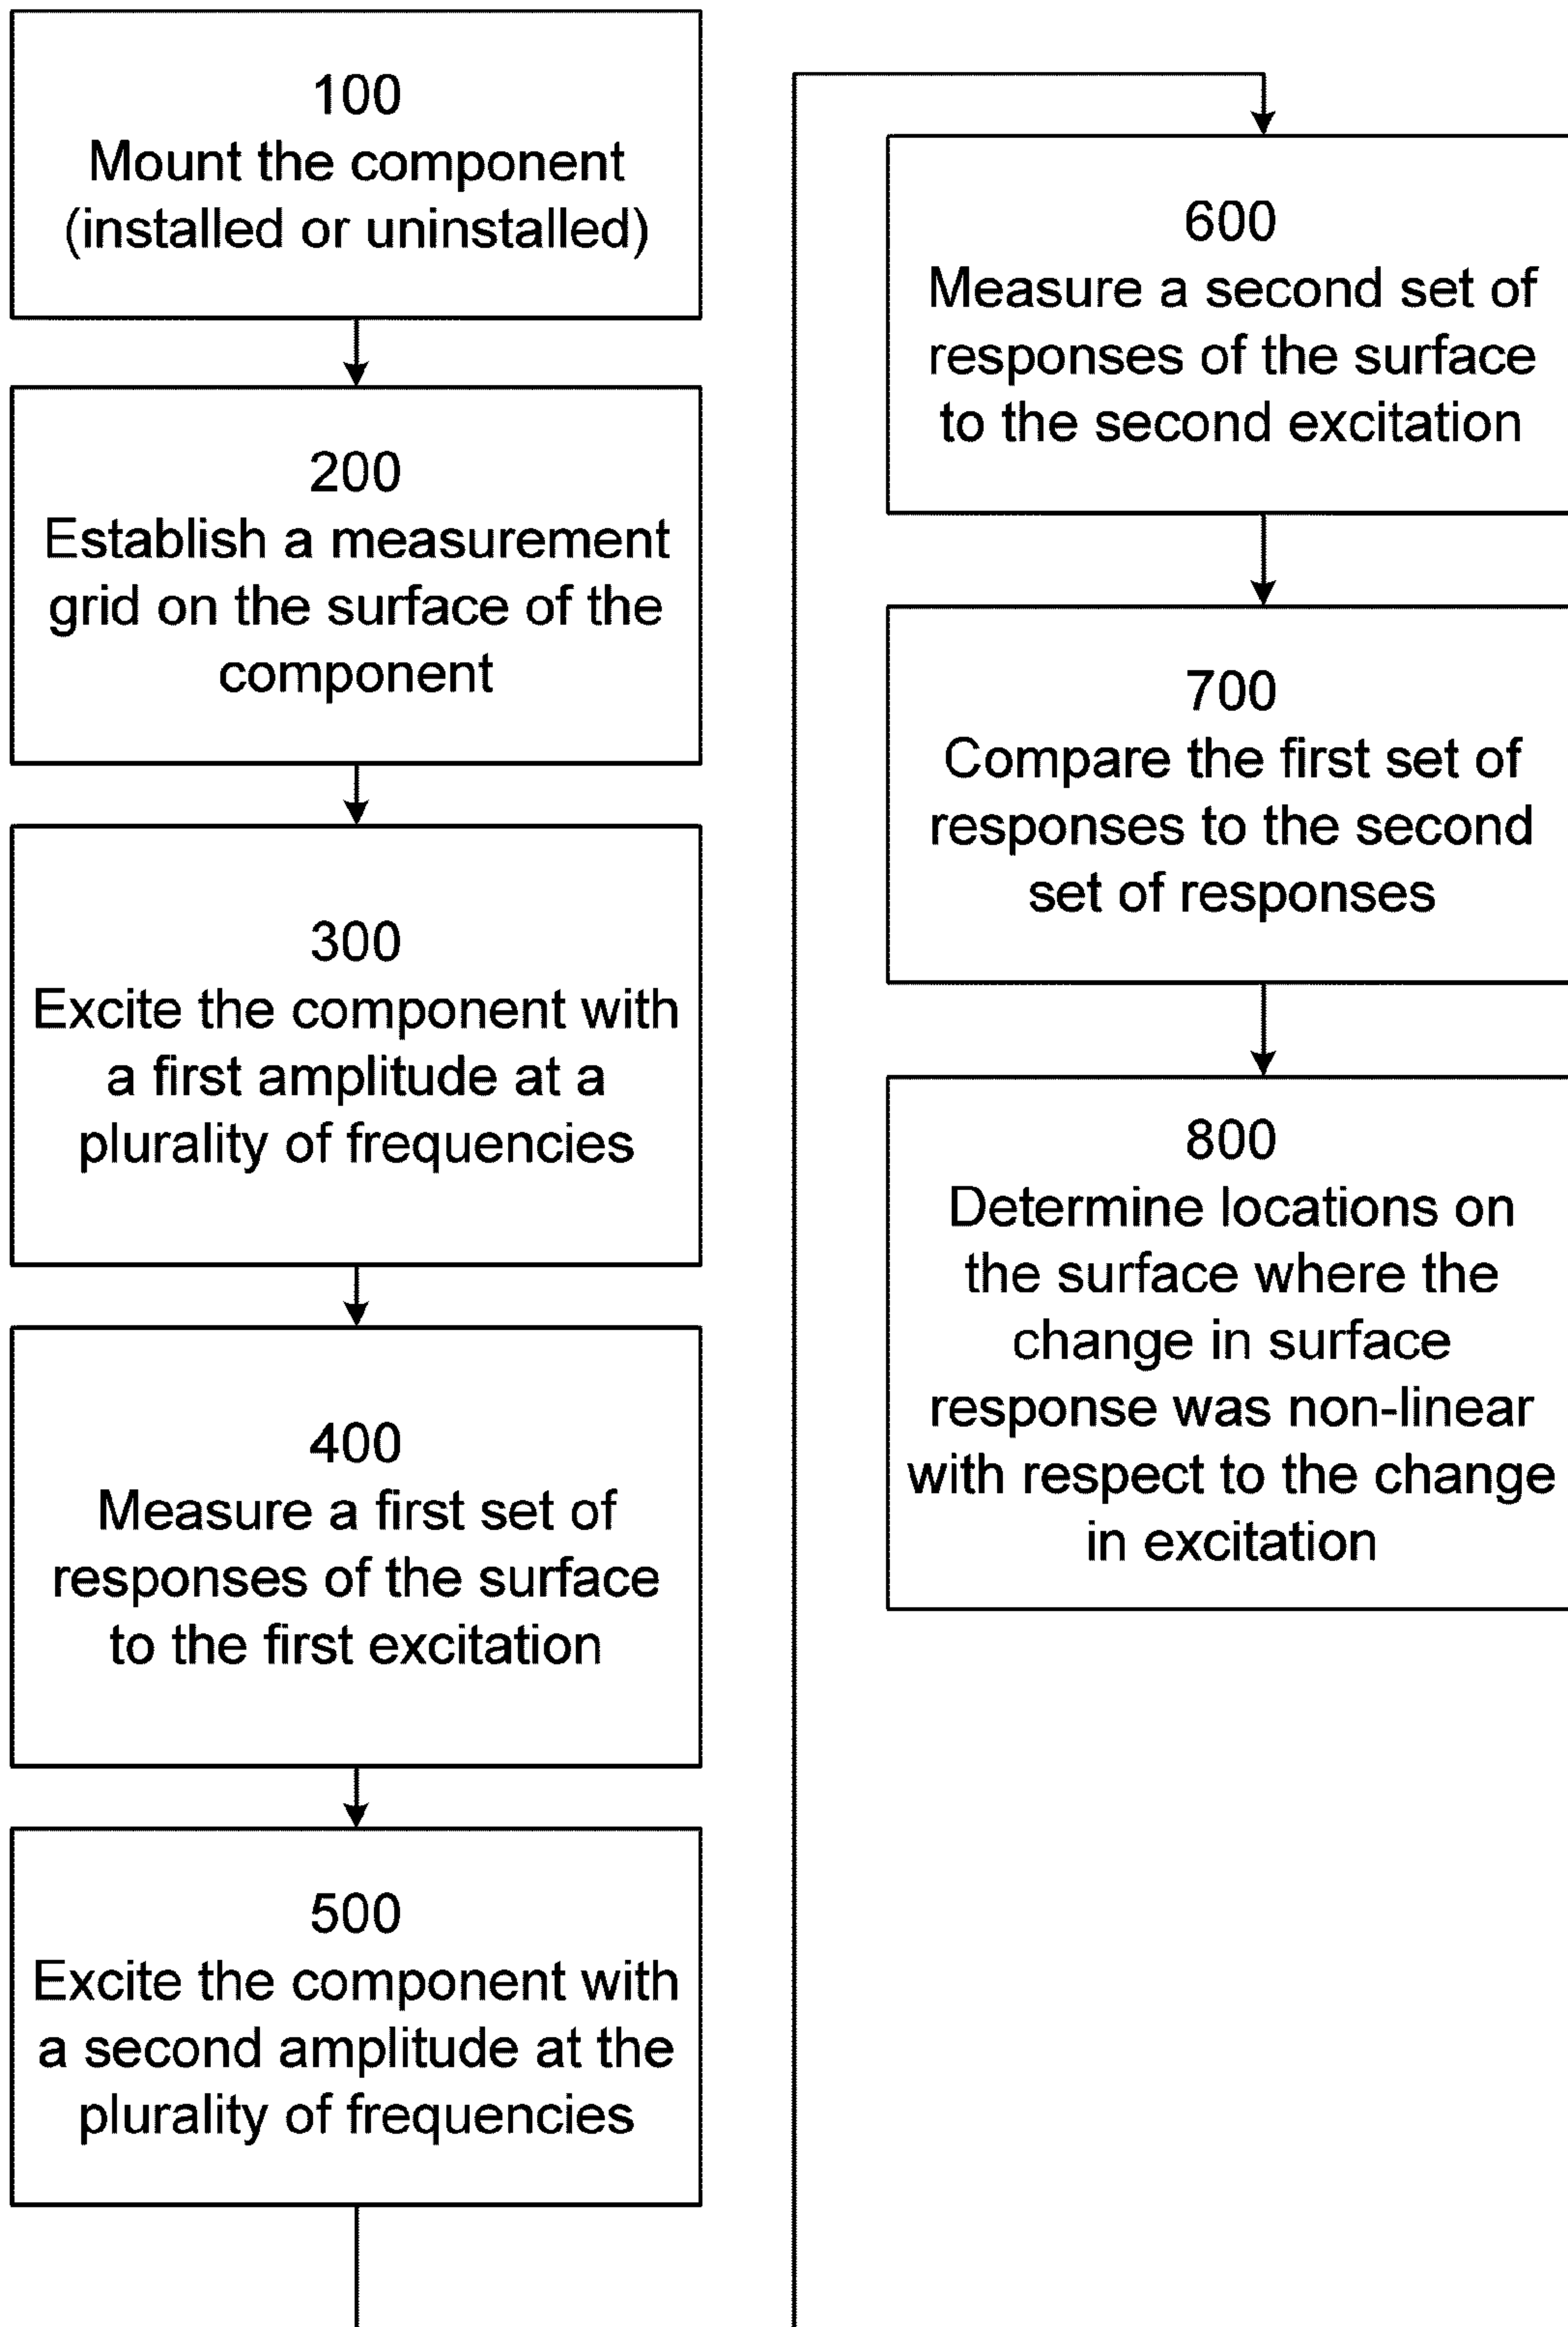 100
Mount the component
(installed or uninstalled)
200
Establish a measurement
grid on the surface of the
component
300
Excite the component with
a first amplitude at a
plurality of frequencies
400
Measure a first set of
responses of the surface
to the first excitation
500
Excite the component with
a second amplitude at the
plurality of frequencies
600
Measure a second set of
responses of the surface
to the second excitation
700
Compare the first set of
responses to the second
set of responses
800
Determine locations on
the surface where the
change in surface
response was non-linear
with respect to the change
in excitation